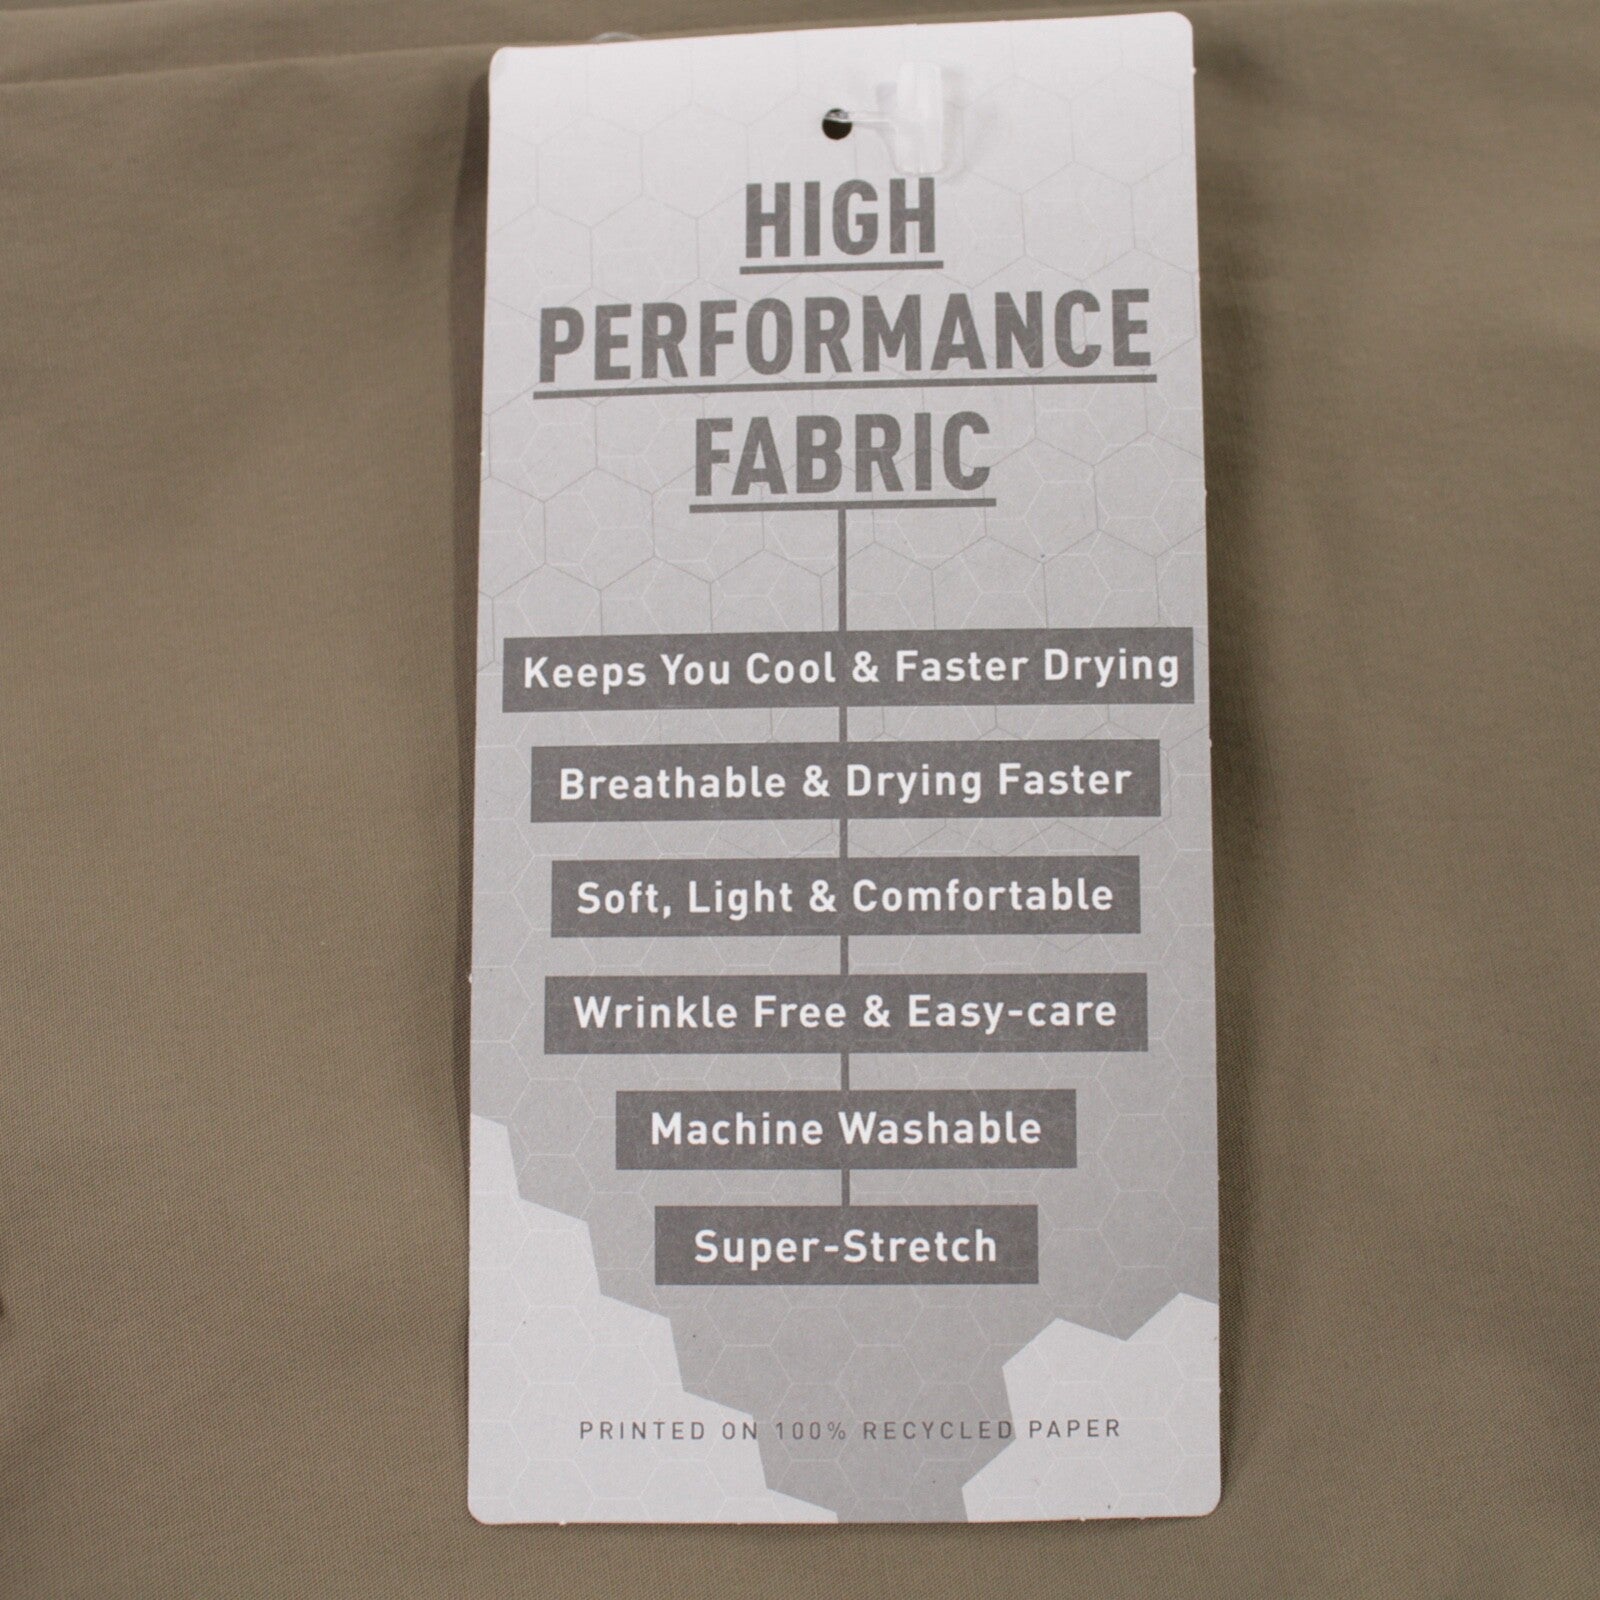 HIGH
PERFORMANCE
FABRIC
Keeps You Cool & Faster Drying
Breathable & Drying Faster
Soft, Light & Comfortable
Wrinkle Free & Easy-care
Machine Washable
Super-Stretch
PRINTED ON 100% RECYCLED PAPER